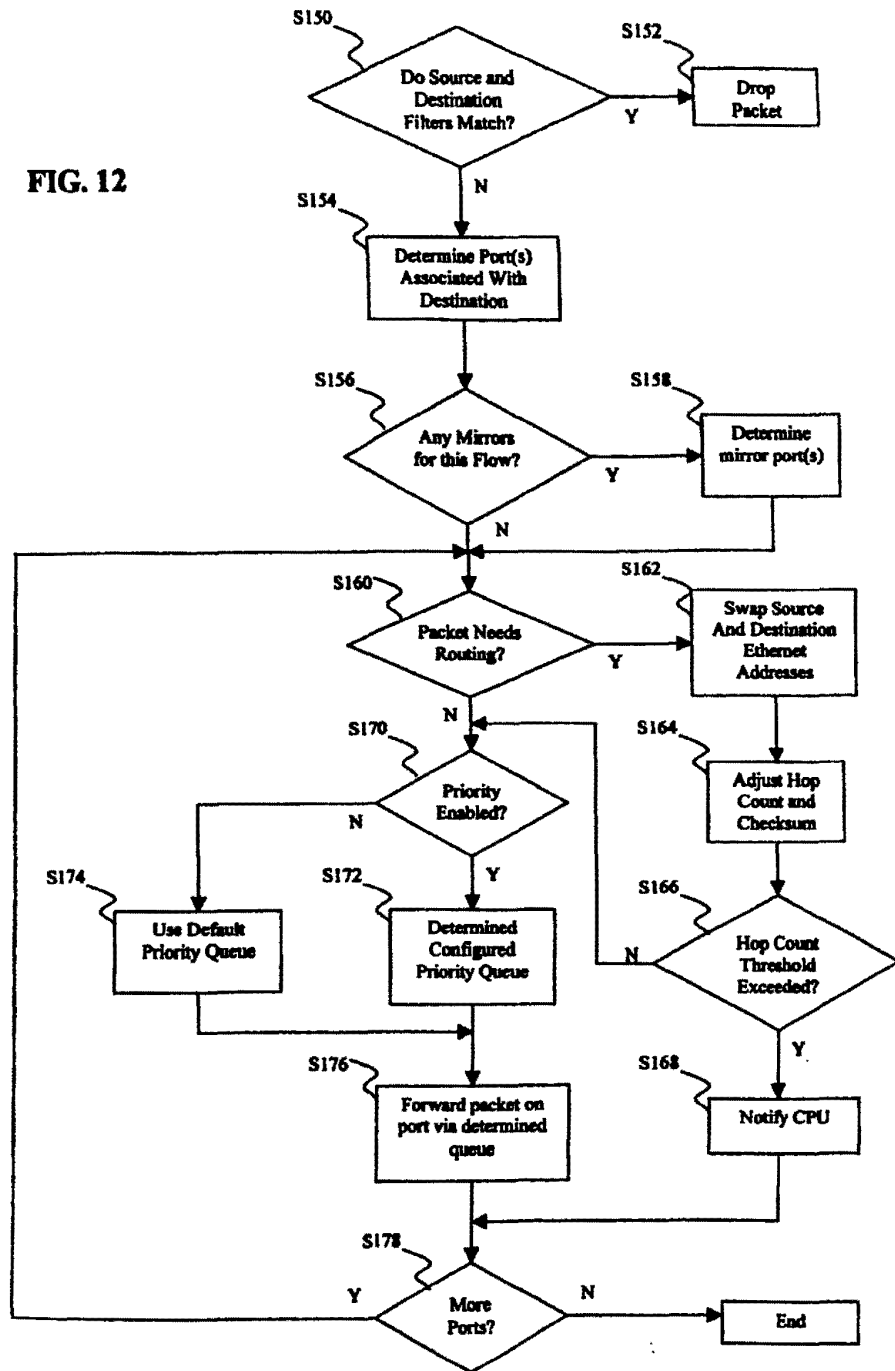 S150
Do Source and
Destination
Filters Match?
Y
S152
Drop
Packet
FIG. 12
N
S154
Determine Port(s)
Associated With
Destination
S156
Any Mirrors
for this Flow?
Y
S158
Determine
mirror port(s)
N
S160
Packet Needs
Routing?
Y
S162
Swap Source
And Destination
Ethernet
Addresses
N
S164
Adjust Hop
Count and
Checksum
S170
Priority
Enabled?
N
Y
S166
Hop Count
Threshold
Exceeded?
N
Y
S174
Use Default
Priority Queue
S172
Determined
Configured
Priority Queue
S176
Forward packet on
port via determined
queue
S168
Notify CPU
S178
More
Ports?
Y
N
End